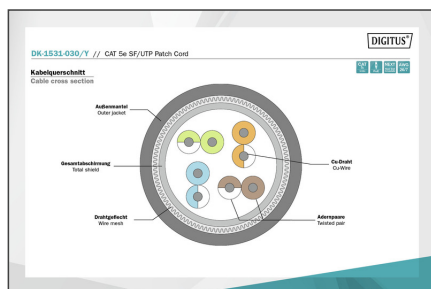 DIGITUS®
DK-1531-030/Y // CAT 5e SF/UTP Patch Cord
Kabelquerschnitt
Cable cross section
Außenmantel
Outer jacket
Gesamtabschirmung
Total shield
Drahtgeflecht
Wire mesh
Cu-Draht
Cu-Wire
Adernpaare
Twisted pair